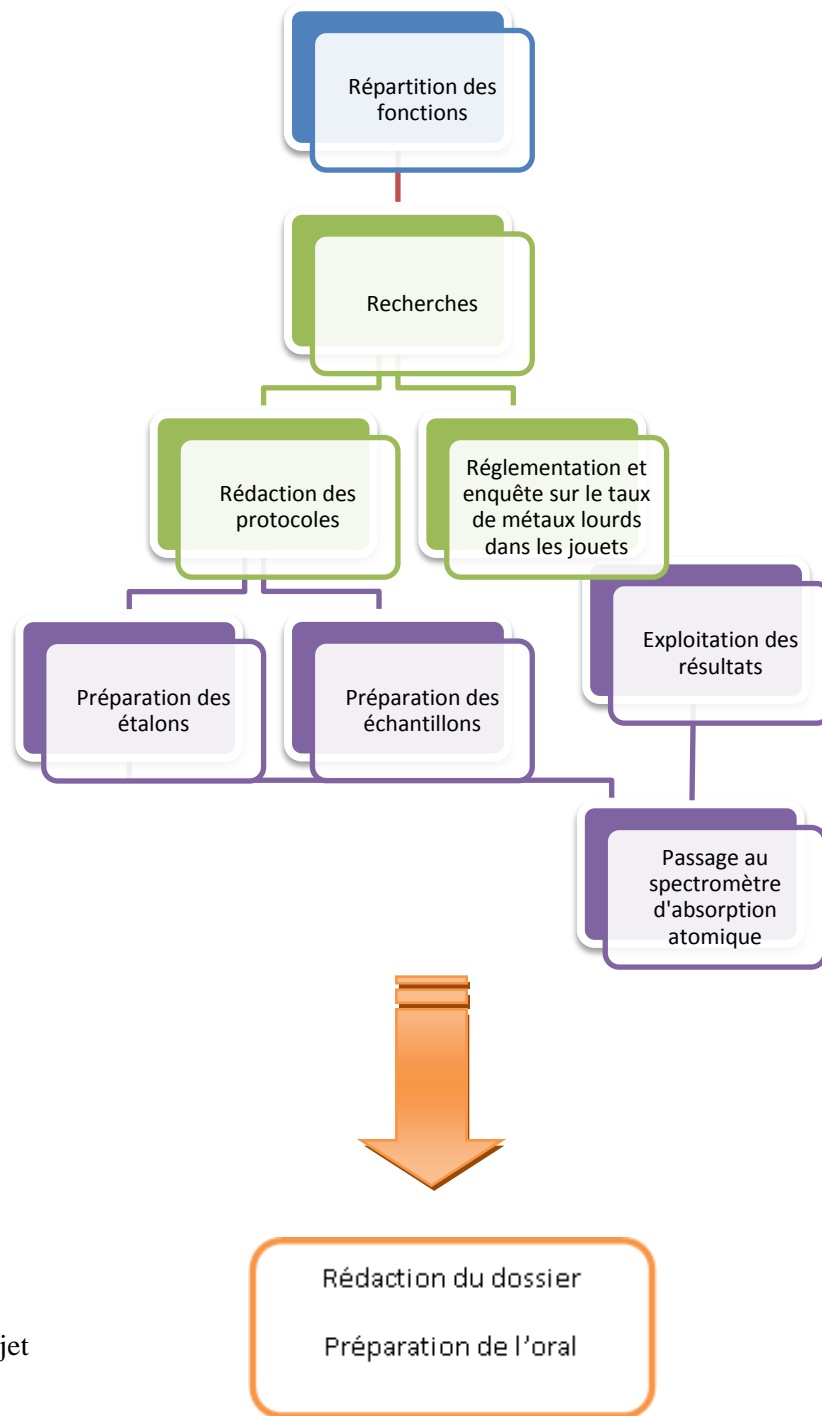 Répartition des
fonctions
Recherches
Rédaction des
protocoles
Réglementation et
enquête sur le taux
de métaux lourds
dans les jouets
Préparation des
étalons
Préparation des
échantillons
Exploitation des
résultats
Passage au
spectromètre
d'absorption
atomique
Rédaction du dossier
Préparation de l'oral
jet